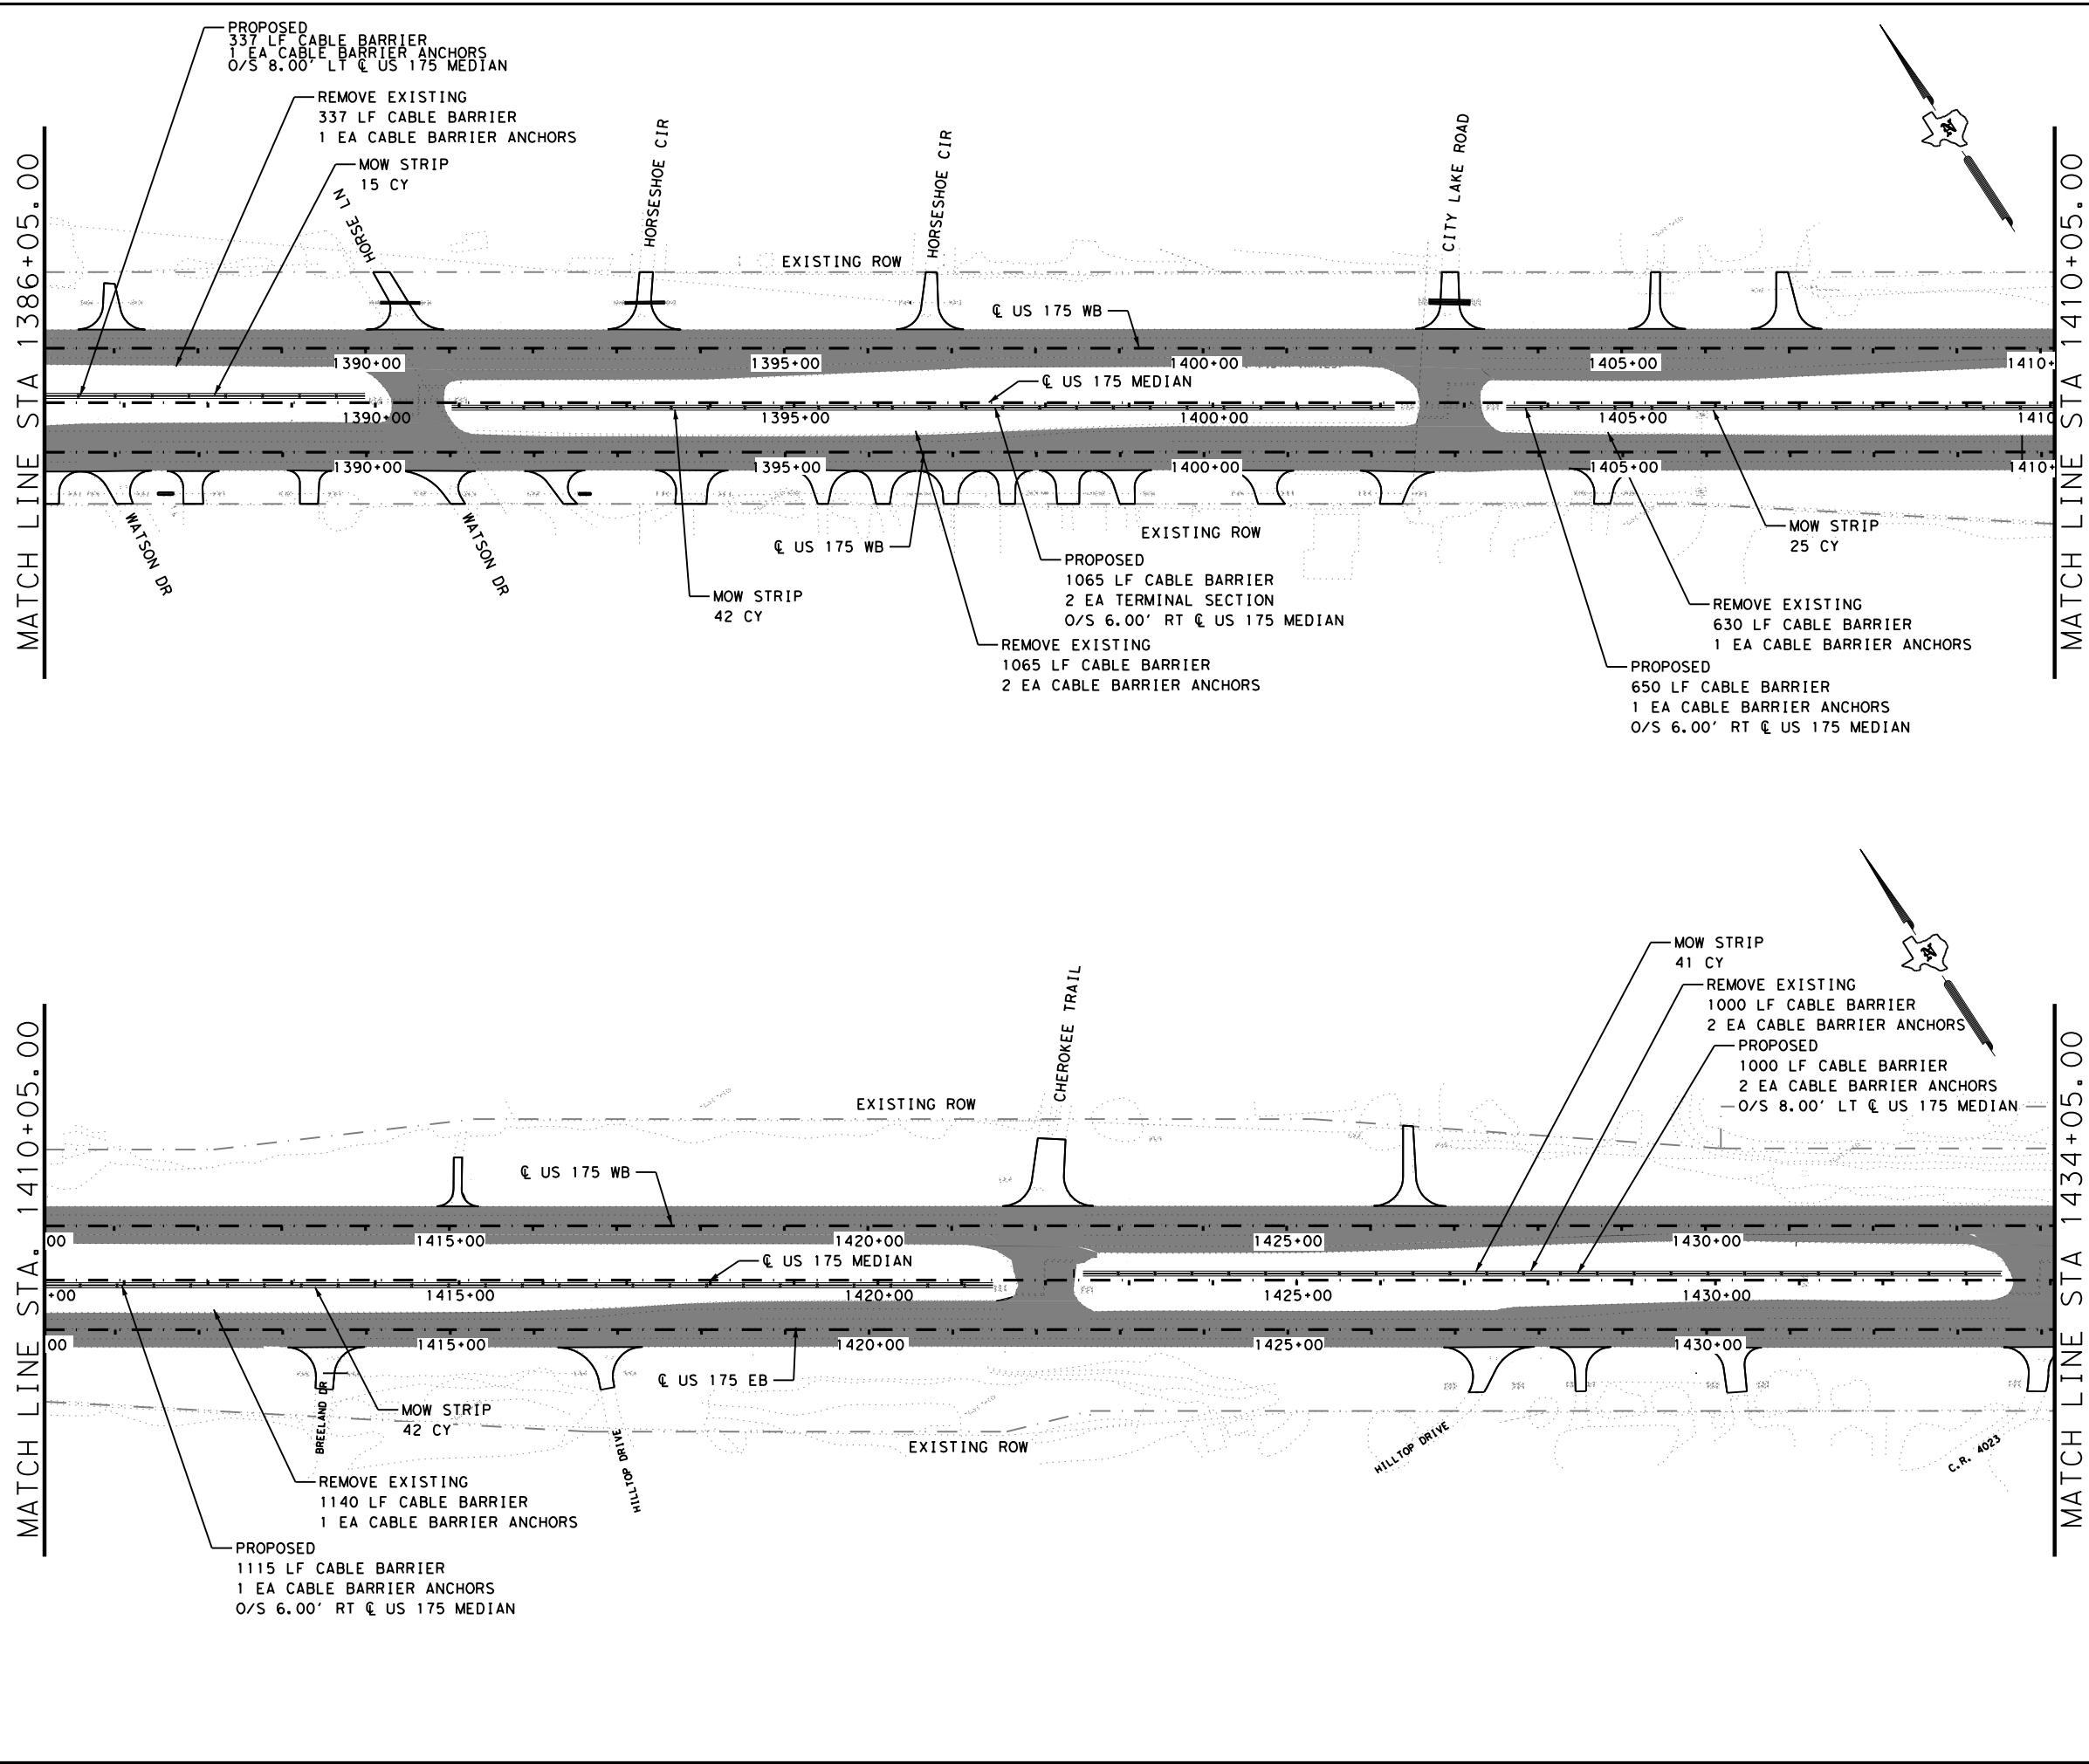 PROPOSED
337 LF CABLE BARRIER
1 EA CABLE BARRIER ANCHORS
O/S 8.00' LT ℄ US 175 MEDIAN
REMOVE EXISTING
337 LF CABLE BARRIER
1 EA CABLE BARRIER ANCHORS
MOW STRIP
15 CY
HORSE LN
HORSESHOE CIR
HORSESHOE CIR
CITY LAKE ROAD
MATCH LINE STA 1386+05.00
MATCH LINE STA 1410+05.00
N
EXISTING ROW
℄ US 175 WB
1390+00
1395+00
1400+00
1405+00
1410+
℄ US 175 MEDIAN
1390+00
1395+00
1400+00
1405+00
1410
1390+00
1395+00
1400+00
1405+00
1410+
WATSON DR
WATSON DR
℄ US 175 WB
EXISTING ROW
MOW STRIP
42 CY
PROPOSED
1065 LF CABLE BARRIER
2 EA TERMINAL SECTION
O/S 6.00' RT ℄ US 175 MEDIAN
REMOVE EXISTING
1065 LF CABLE BARRIER
2 EA CABLE BARRIER ANCHORS
MOW STRIP
25 CY
REMOVE EXISTING
630 LF CABLE BARRIER
1 EA CABLE BARRIER ANCHORS
PROPOSED
650 LF CABLE BARRIER
1 EA CABLE BARRIER ANCHORS
O/S 6.00' RT ℄ US 175 MEDIAN
MOW STRIP
41 CY
REMOVE EXISTING
1000 LF CABLE BARRIER
2 EA CABLE BARRIER ANCHORS
PROPOSED
1000 LF CABLE BARRIER
2 EA CABLE BARRIER ANCHORS
O/S 8.00' LT ℄ US 175 MEDIAN
N
MATCH LINE STA. 1410+05.00
MATCH LINE STA 1434+05.00
CHEROKEE TRAIL
EXISTING ROW
℄ US 175 WB
00
1415+00
1420+00
1425+00
1430+00
℄ US 175 MEDIAN
+00
1415+00
1420+00
1425+00
1430+00
00
1415+00
1420+00
1425+00
1430+00
℄ US 175 EB
BREELAND DR
HILLTOP DRIVE
HILLTOP DRIVE
C.R. 4023
EXISTING ROW
MOW STRIP
42 CY
REMOVE EXISTING
1140 LF CABLE BARRIER
1 EA CABLE BARRIER ANCHORS
PROPOSED
1115 LF CABLE BARRIER
1 EA CABLE BARRIER ANCHORS
O/S 6.00' RT ℄ US 175 MEDIAN